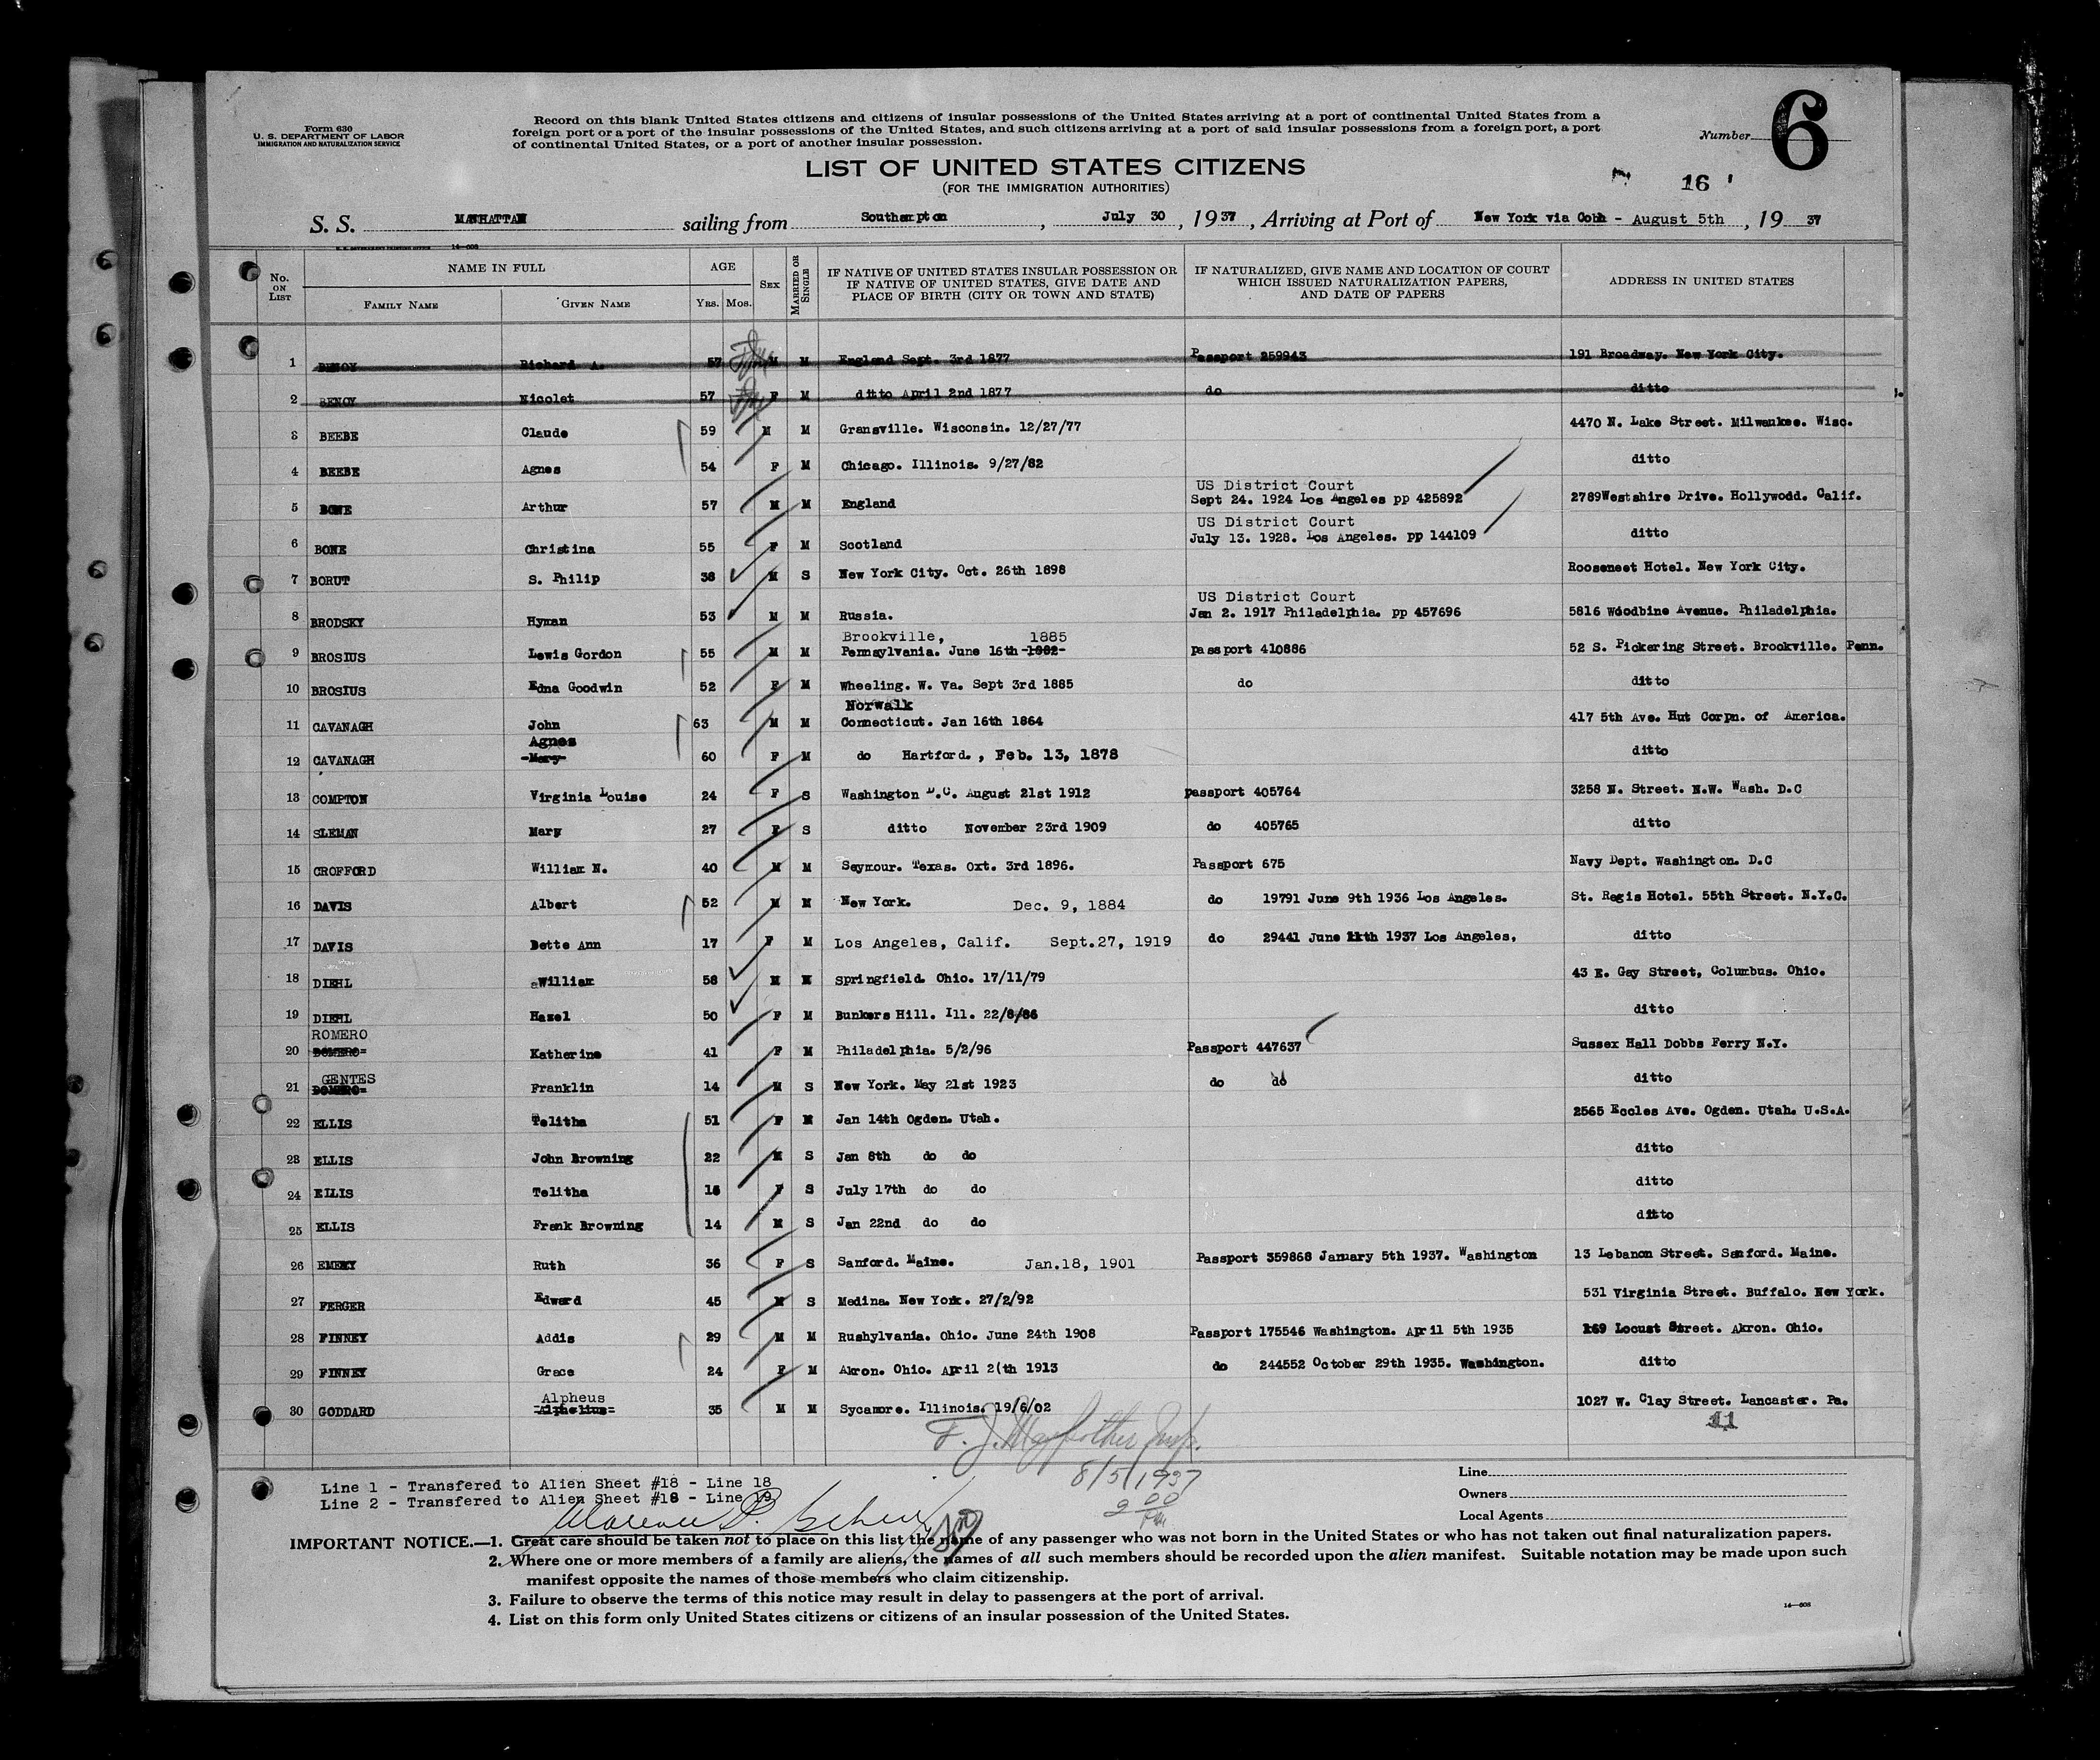 Form 630
U. S. DEPARTMENT OF LABOR
IMMIGRATION AND NATURALIZATION SERVICE
Record on this blank United States citizens and citizens of insular possessions of the United States arriving at a port of continental United States from a
foreign port or a port of the insular possessions of the United States, and such citizens arriving at a port of said insular possessions from a foreign port, a port
of continental United States, or a port of another insular possession.
Number 6
LIST OF UNITED STATES CITIZENS
(FOR THE IMMIGRATION AUTHORITIES)
16
S. S. MANHATTAN sailing from Southampton, July 30, 1937, Arriving at Port of New York via Cobh - August 5th, 19 37
No. ON LIST NAME IN FULL AGE SEX MARRIED OR SINGLE IF NATIVE OF UNITED STATES INSULAR POSSESSION OR IF NATIVE OF UNITED STATES, GIVE DATE AND PLACE OF BIRTH (CITY OR TOWN AND STATE) IF NATURALIZED, GIVE NAME AND LOCATION OF COURT WHICH ISSUED NATURALIZATION PAPERS, AND DATE OF PAPERS ADDRESS IN UNITED STATES
FAMILY NAME GIVEN NAME YRS. MOS.
1 BENOY Richard A. 57 M M England Sept. 3rd 1877 Passport 259943 191 Broadway. New York City.
2 BENOY Nicolet 57 F M ditto April 2nd 1877 do ditto
3 BEEBE Claude 59 M M Gransville. Wisconsin. 12/27/77 4470 N. Lake Street. Milwaukee. Wisc.
4 BEEBE Agnes 54 F M Chicago. Illinois. 9/27/82 ditto
US District Court
5 BONE Arthur 57 M M England Sept 24. 1924 Los Angeles pp 425892 2789Westshire Drive. Hollywodd. Calif.
US District Court
6 BONE Christina 55 F M Scotland July 13. 1928. Los Angeles. pp 144109 ditto
7 BORUT S. Philip 38 M S New York City. Oct. 26th 1898 Rooseneet Hotel. New York City.
US District Court
8 BRODSKY Hyman 53 M M Russia. Jan 2. 1917 Philadelphia. pp 457696 5816 Woodbine Avenue. Philadelphia.
Brookville, 1885
9 BROSIUS Lewis Gordon 55 M M Pennsylvania. June 16th -1882- passport 410886 52 S. Pickering Street. Brookville. Penn.
10 BROSIUS Edna Goodwin 52 F M Wheeling. W. Va. Sept 3rd 1885 do ditto
Norwalk
11 CAVANAGH John 63 M M Connecticut. Jan 16th 1864 417 5th Ave. Hut Corpn. of America.
Agnes
12 CAVANAGH -Mary- 60 F M do Hartford., Feb. 13, 1878 ditto
13 COMPTON Virginia Louise 24 F S Washington D.C. August 21st 1912 passport 405764 3258 N. Street. N.W. Wash. D.C
14 SLEMAN Mary 27 F S ditto November 23rd 1909 do 405765 ditto
15 CROFFORD William N. 40 M M Seymour. Texas. Oxt. 3rd 1896. Passport 675 Navy Dept. Washington. D.C
16 DAVIS Albert 52 M M New York. Dec. 9, 1884 do 19791 June 9th 1936 Los Angeles. St. Regis Hotel. 55th Street. N.Y.C.
17 DAVIS Bette Ann 17 F M Los Angeles, Calif. Sept.27, 1919 do 29441 June 11th 1937 Los Angeles, ditto
18 DIEHL William 58 M M Springfield. Ohio. 17/11/79 43 E. Gay Street, Columbus. Ohio.
19 DIEHL Hazel 50 F M Bunkers Hill. Ill. 22/8/86 ditto
ROMERO
20 DOMERO= Katherine 41 F M Philadelphia. 5/2/96 Passport 447637 Sussex Hall Dobbs Ferry N.Y.
GENTES
21 DOMERO= Franklin 14 M S New York. May 21st 1923 do do ditto
22 ELLIS Telitha 51 F M Jan 14th Ogden. Utah. 2565 Eccles Ave. Ogden. Utah. U.S.A.
23 ELLIS John Browning 22 M S Jan 8th do do ditto
24 ELLIS Telitha 18 F S July 17th do do ditto
25 ELLIS Frank Browning 14 M S Jan 22nd do do ditto
26 EMERY Ruth 36 F S Sanford. Maine. Jan.18, 1901 Passport 359868 January 5th 1937. Washington 13 Lebanon Street. Sanford. Maine.
27 FERGER Edward 45 M S Medina. New York. 27/2/92 531 Virginia Street. Buffalo. New York.
28 FINNEY Addis 29 M M Rushylvania. Ohio. June 24th 1908 Passport 175546 Washington. April 5th 1935 169 Locust Street. Akron. Ohio.
29 FINNEY Grace 24 F M Akron. Ohio. April 2(th 1913 do 244552 October 29th 1935. Washington. ditto
Alpheus
30 GODDARD =Alphelius= 35 M M Sycamore. Illinois. 19/6/02 1027 W. Clay Street. Lancaster. Pa.
11
8/5/1937
2 00 PM
Line 1 - Transfered to Alien Sheet #18 - Line 18
Line 2 - Transfered to Alien Sheet #18 - Line 19
Line
Owners
Local Agents
IMPORTANT NOTICE.—1. Great care should be taken not to place on this list the name of any passenger who was not born in the United States or who has not taken out final naturalization papers.
2. Where one or more members of a family are aliens, the names of all such members should be recorded upon the alien manifest. Suitable notation may be made upon such
manifest opposite the names of those members who claim citizenship.
3. Failure to observe the terms of this notice may result in delay to passengers at the port of arrival.
4. List on this form only United States citizens or citizens of an insular possession of the United States.
14—608